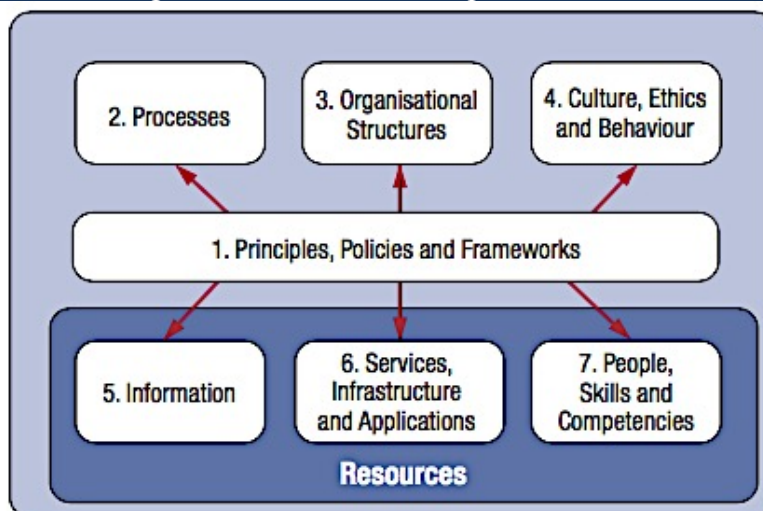 2. Processes
3. Organisational
Structures
4. Culture, Ethics
and Behaviour
1. Principles, Policies and Frameworks
5. Information
6. Services,
Infrastructure
and Applications
7. People,
Skills and
Competencies
Resources